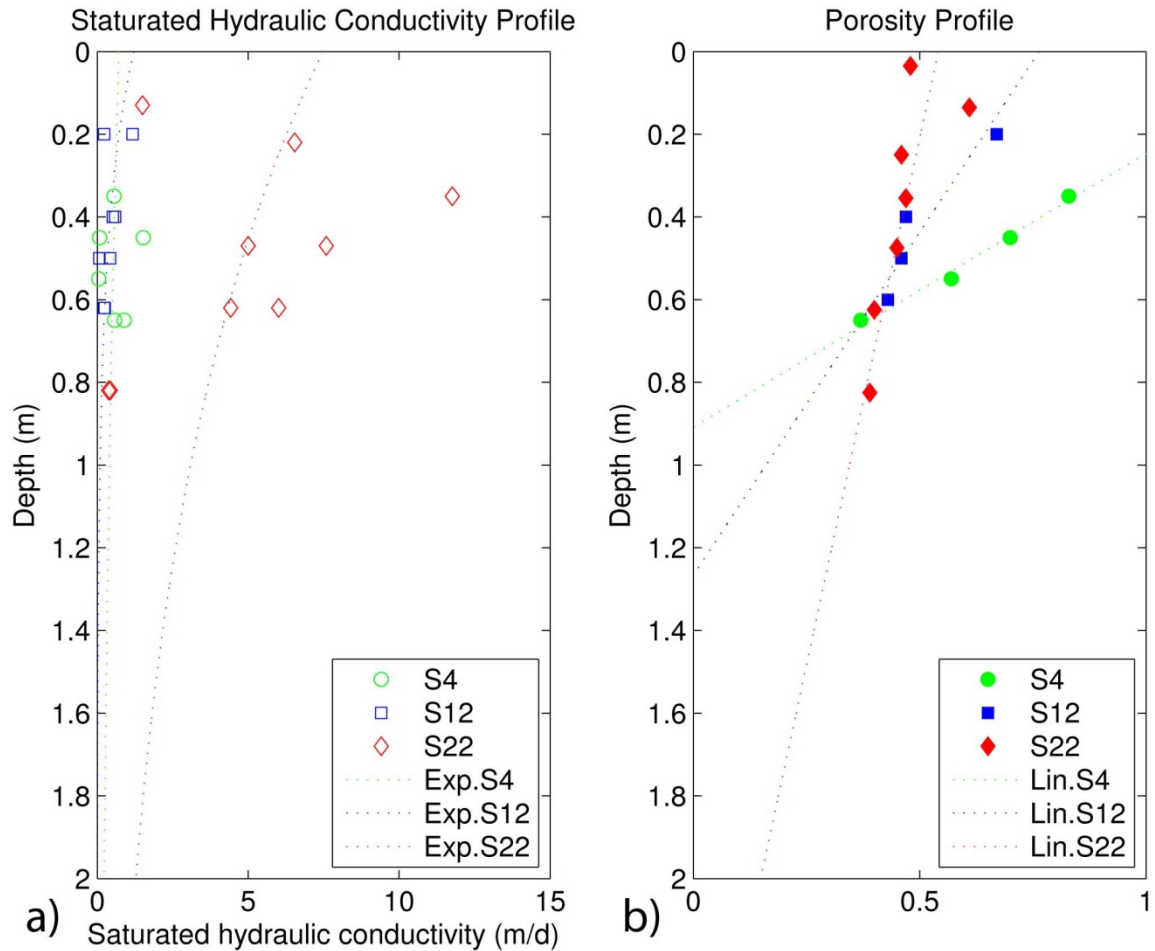 Staturated Hydraulic Conductivity Profile
0
0.2
0.4
0.6
0.8
1
1.2
1.4
1.6
1.8
2
Depth (m)
S4
S12
S22
Exp.S4
Exp.S12
Exp.S22
0
5
10
15
a)
Saturated hydraulic conductivity (m/d)
Porosity Profile
0
0.2
0.4
0.6
0.8
1
1.2
1.4
1.6
1.8
2
Depth (m)
S4
S12
S22
Lin.S4
Lin.S12
Lin.S22
0
0.5
1
b)